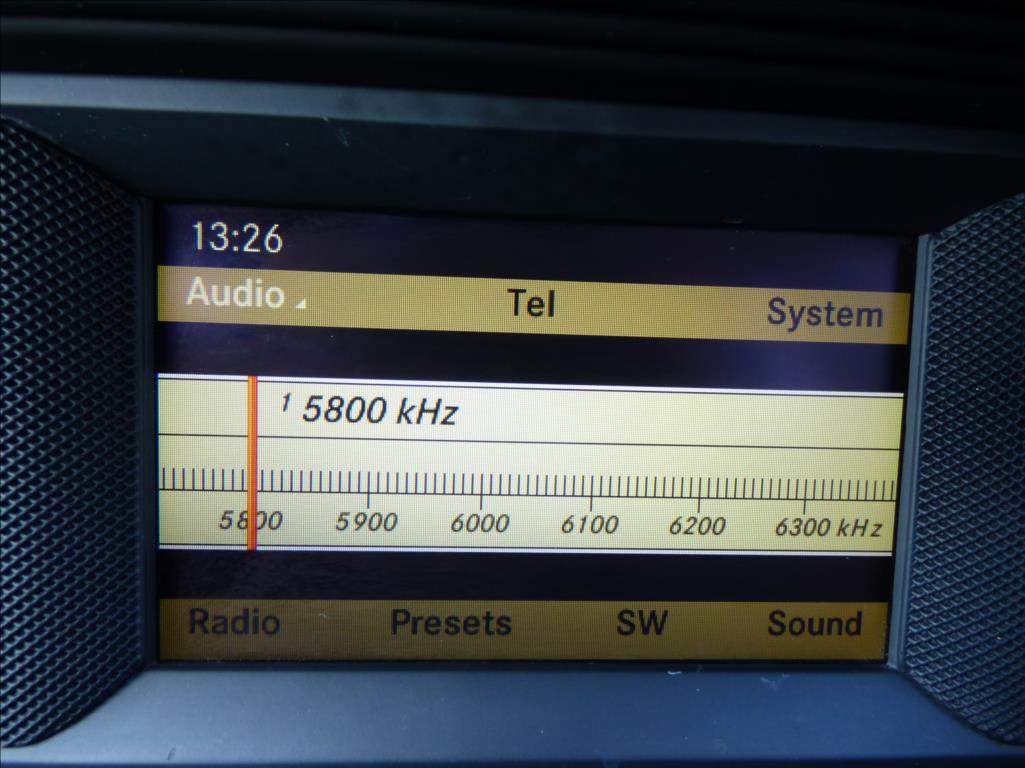 13:26
Audio Tel System
1 5800 kHz
5800 5900 6000 6100 6200 6300 kHz
Radio Presets SW Sound